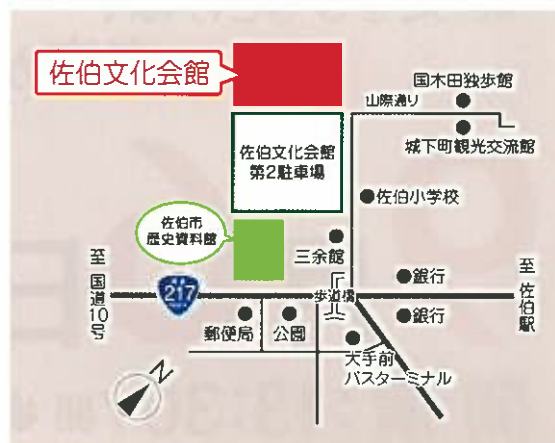 佐伯文化会館
国木田独歩館
山際通り
佐伯文化会館
第2駐車場
城下町観光交流館
佐伯小学校
佐伯市
歴史資料館
三余館
至 国道10号
217
歩道橋
銀行
至 佐伯駅
郵便局
公園
銀行
大手前
バスターミナル
N